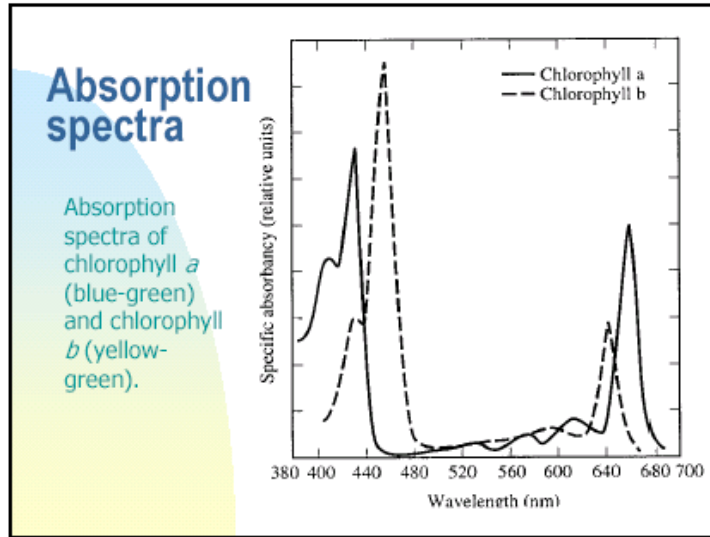 Absorption
spectra
Absorption
spectra of
chlorophyll a
(blue-green)
and chlorophyll
b (yellow-
green).
Specific absorbancy (relative units)
Chlorophyll a
Chlorophyll b
380 400 440 480 520 560 600 640 680 700
Wavelength (nm)